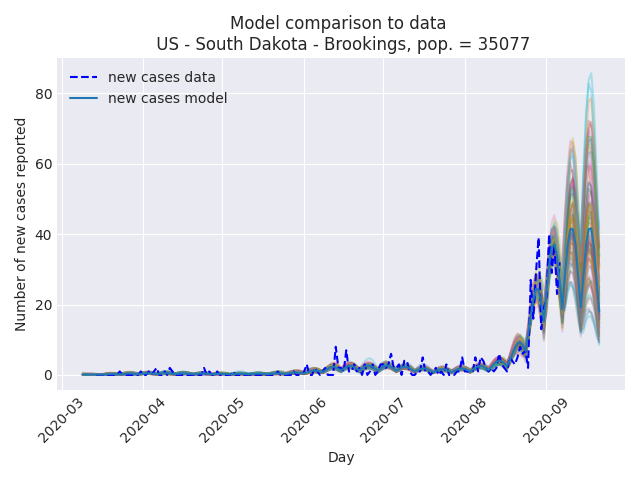 Model comparison to data
US - South Dakota - Brookings, pop. = 35077
new cases data
new cases model
Number of new cases reported
80
60
40
20
0
2020-03
2020-04
2020-05
2020-06
2020-07
2020-08
2020-09
Day